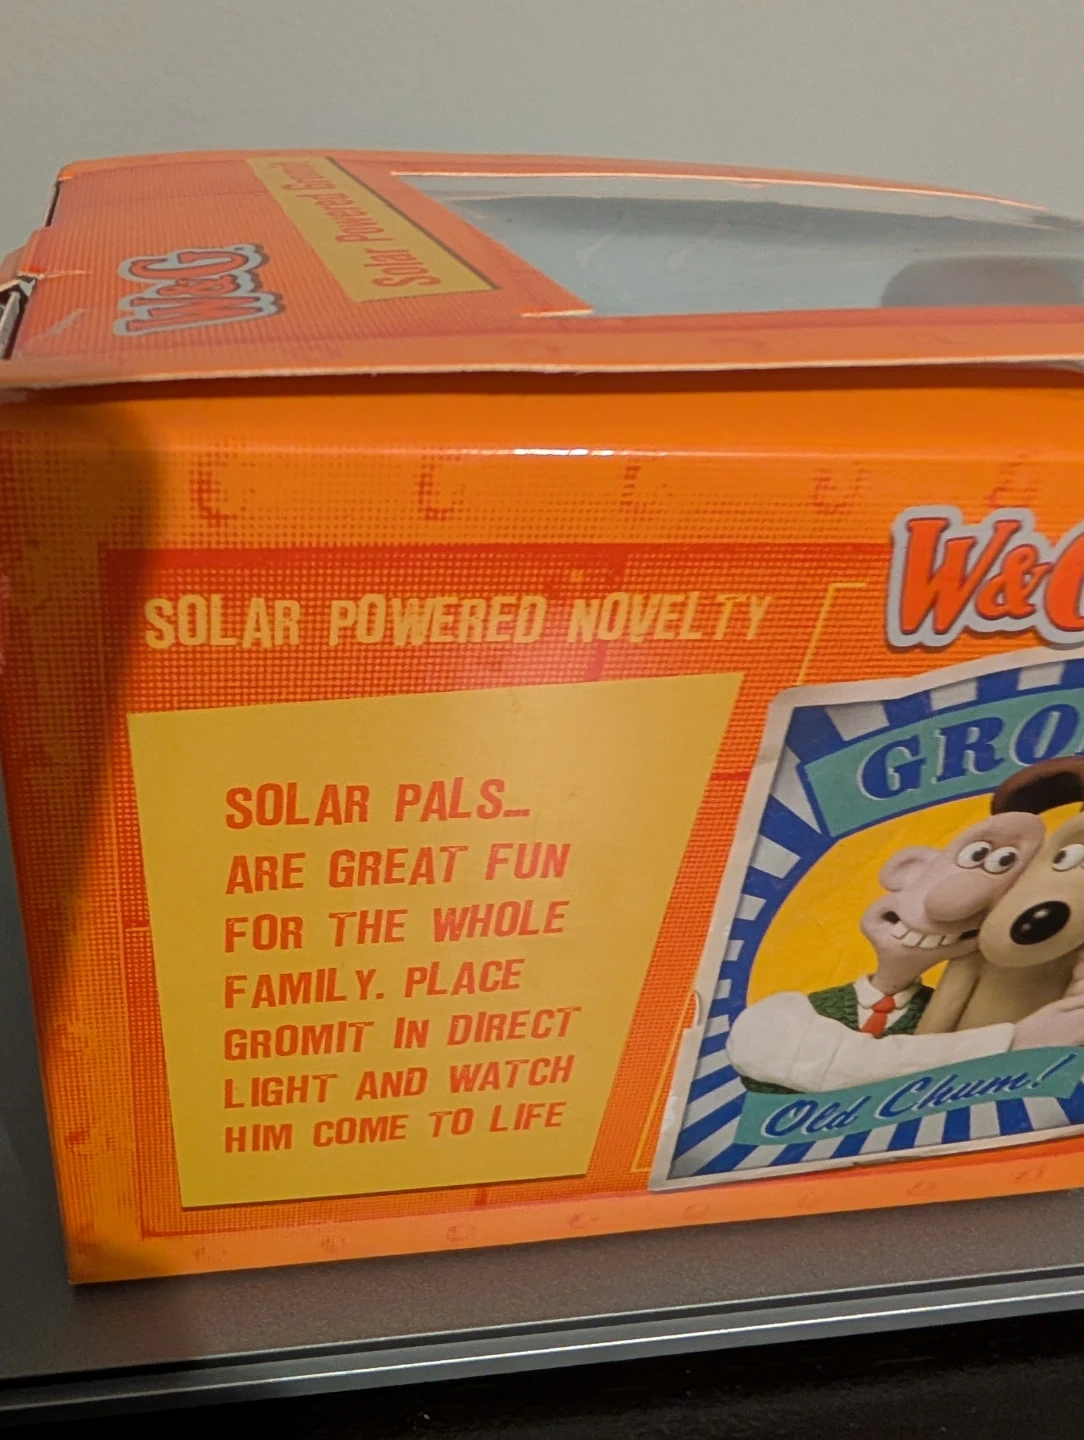 Solar Powered Gromit
W&G
SOLAR POWERED NOVELTY
W&G
SOLAR PALS...
ARE GREAT FUN
FOR THE WHOLE
FAMILY. PLACE
GROMIT IN DIRECT
LIGHT AND WATCH
HIM COME TO LIFE
GRO
Old Chum!